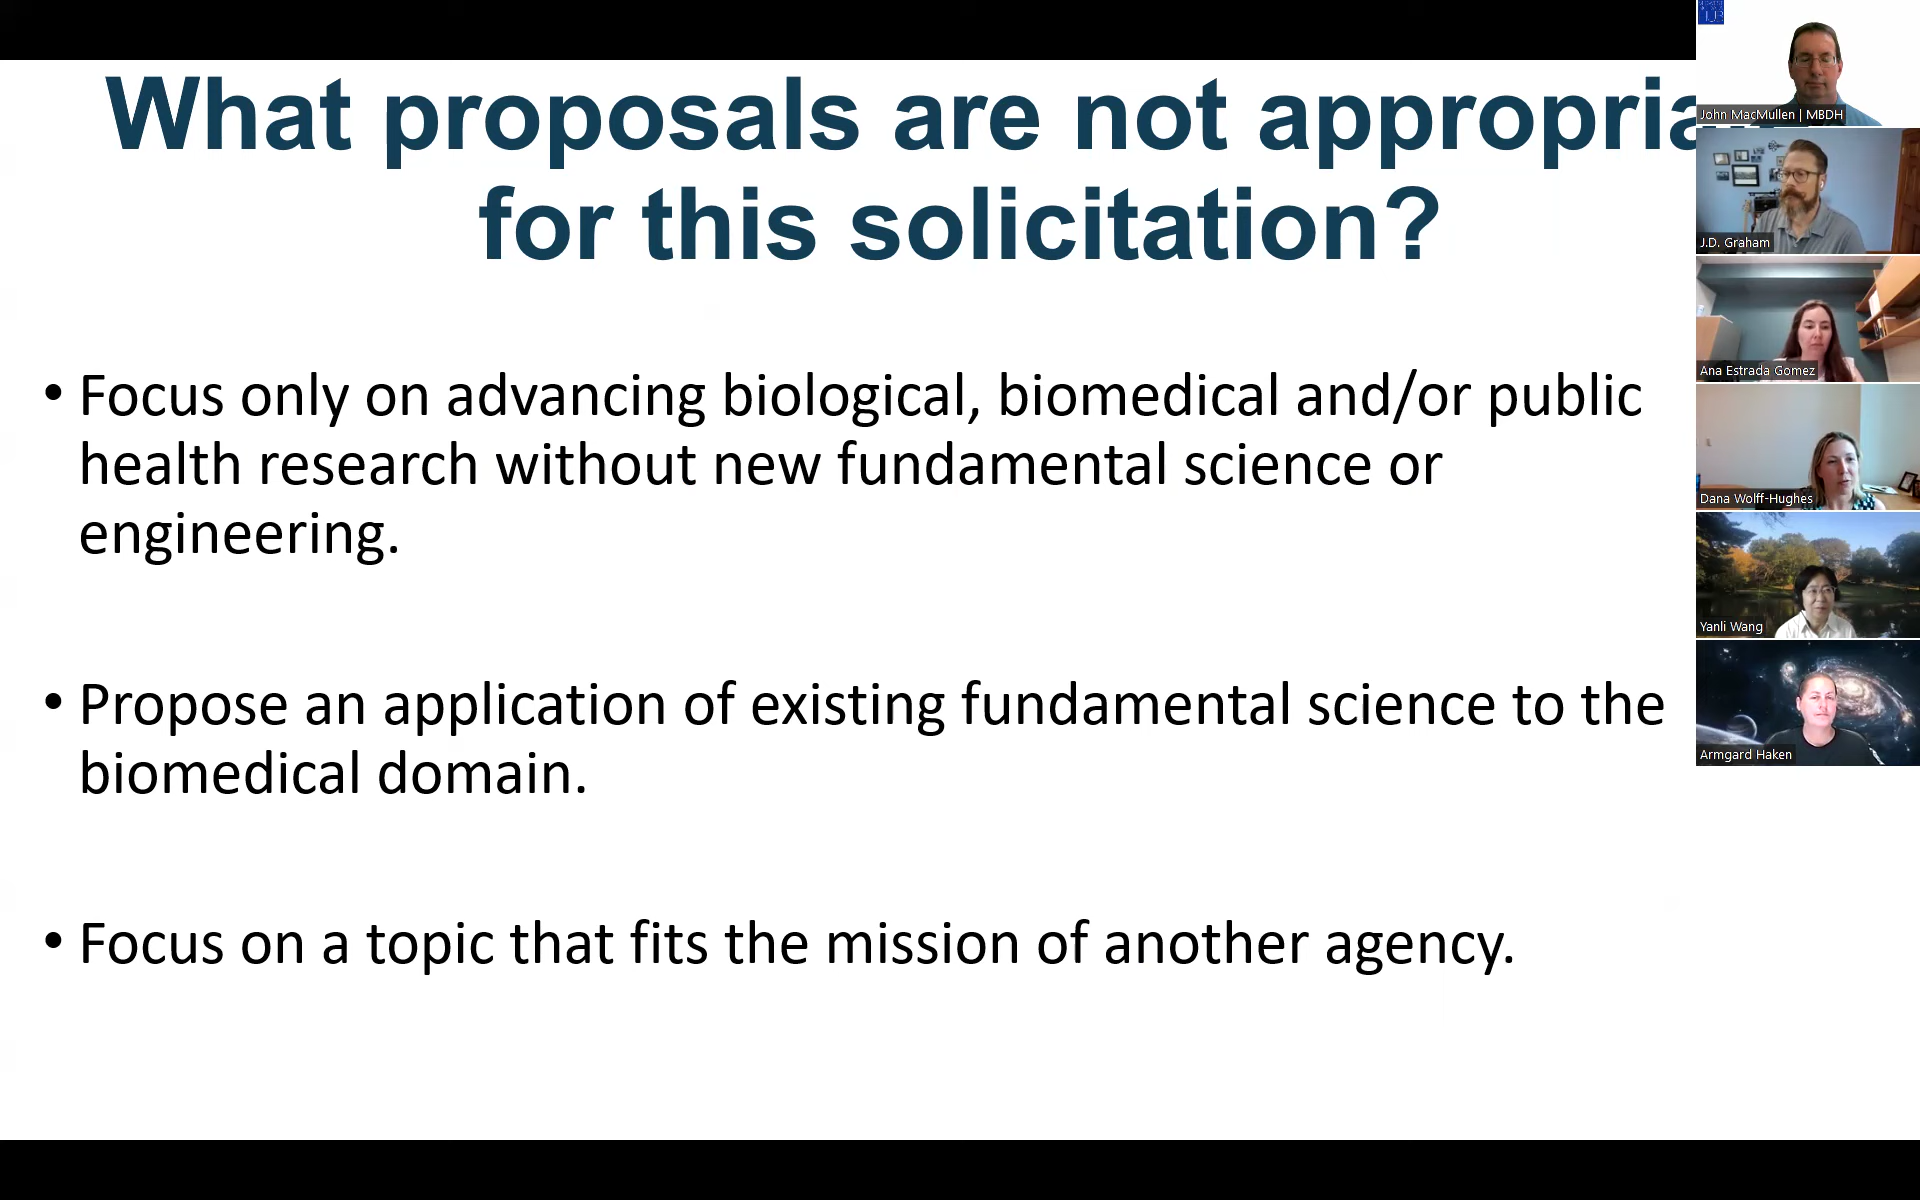 What proposals are not appropria
for this solicitation?
• Focus only on advancing biological, biomedical and/or public
health research without new fundamental science or
engineering.
• Propose an application of existing fundamental science to the
biomedical domain.
• Focus on a topic that fits the mission of another agency.
John MacMullen | MBDH
J.D. Graham
Ana Estrada Gomez
Dana Wolff-Hughes
Yanli Wang
Armgard Haken